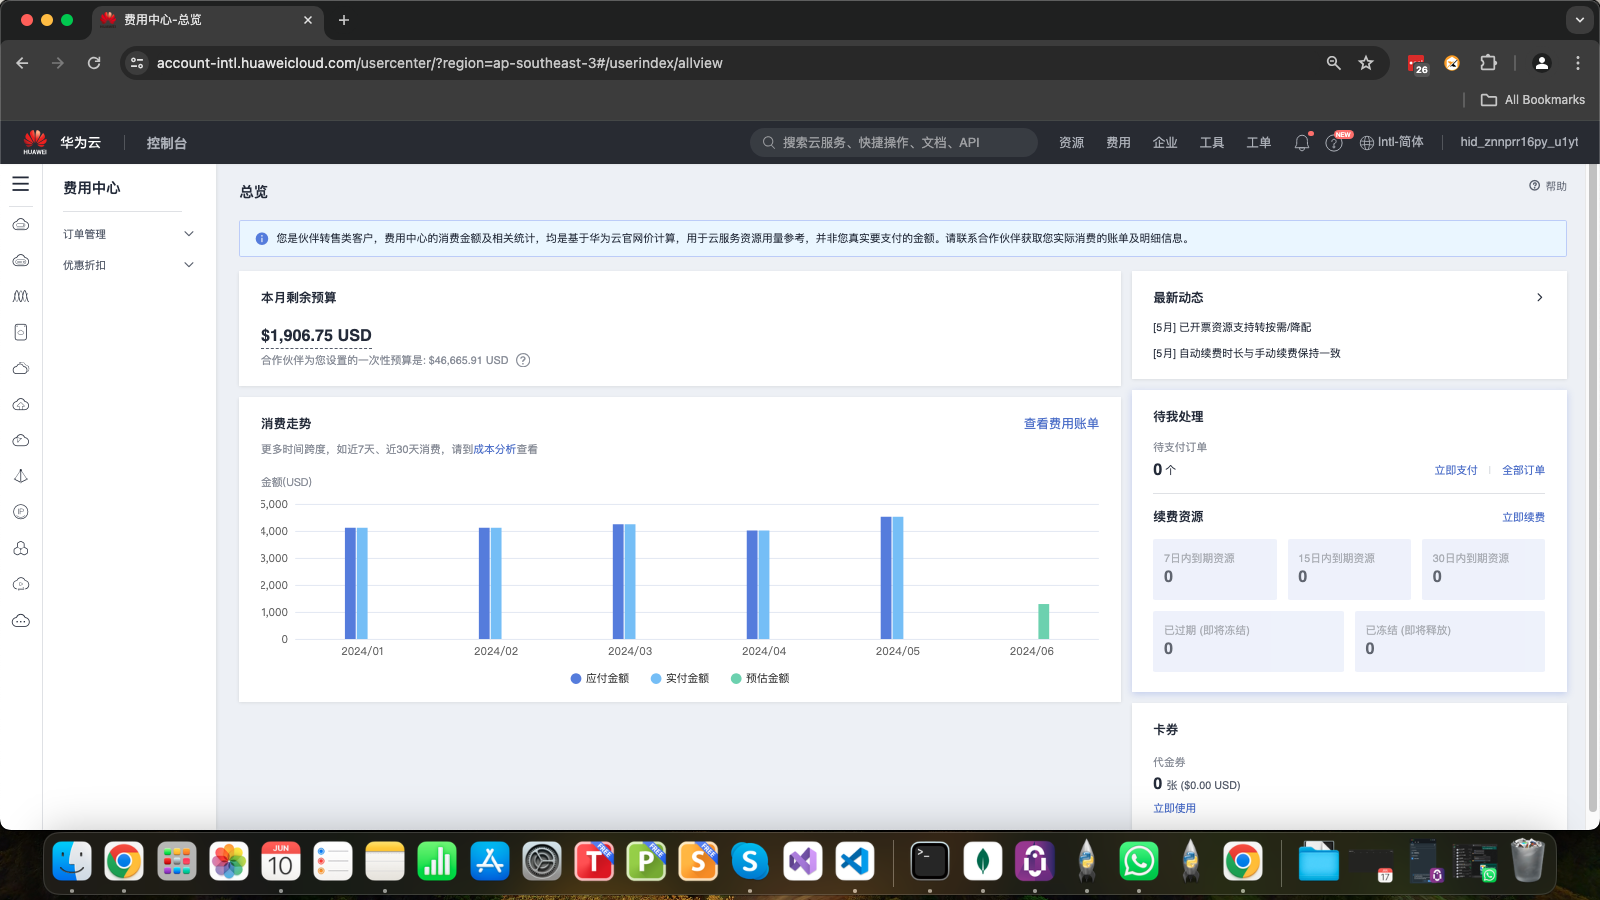 费用中心-总览
account-intl.huaweicloud.com/usercenter/?region=ap-southeast-3#/userindex/allview
26
All Bookmarks
HUAWEI
华为云
控制台
搜索云服务、快捷操作、文档、API
资源
费用
企业
工具
工单
NEW
Intl-简体
hid_znnprr16py_u1yt
费用中心
订单管理
优惠折扣
总览
帮助
您是伙伴转售类客户，费用中心的消费金额及相关统计，均是基于华为云官网价计算，用于云服务资源用量参考，并非您真实要支付的金额。请联系合作伙伴获取您实际消费的账单及明细信息。
本月剩余预算
$1,906.75 USD
合作伙伴为您设置的一次性预算是: $46,665.91 USD
最新动态
[5月] 已开票资源支持转按需/降配
[5月] 自动续费时长与手动续费保持一致
消费走势
查看费用账单
更多时间跨度，如近7天、近30天消费，请到成本分析查看
金额(USD)
5,000
4,000
3,000
2,000
1,000
0
2024/01
2024/02
2024/03
2024/04
2024/05
2024/06
应付金额
实付金额
预估金额
待我处理
待支付订单
0 个
立即支付
全部订单
续费资源
立即续费
7日内到期资源
0
15日内到期资源
0
30日内到期资源
0
已过期 (即将冻结)
0
已冻结 (即将释放)
0
卡券
代金券
0 张 ($0.00 USD)
立即使用
IP
JUN
10
T
FREE
P
FREE
S
FREE
S
17